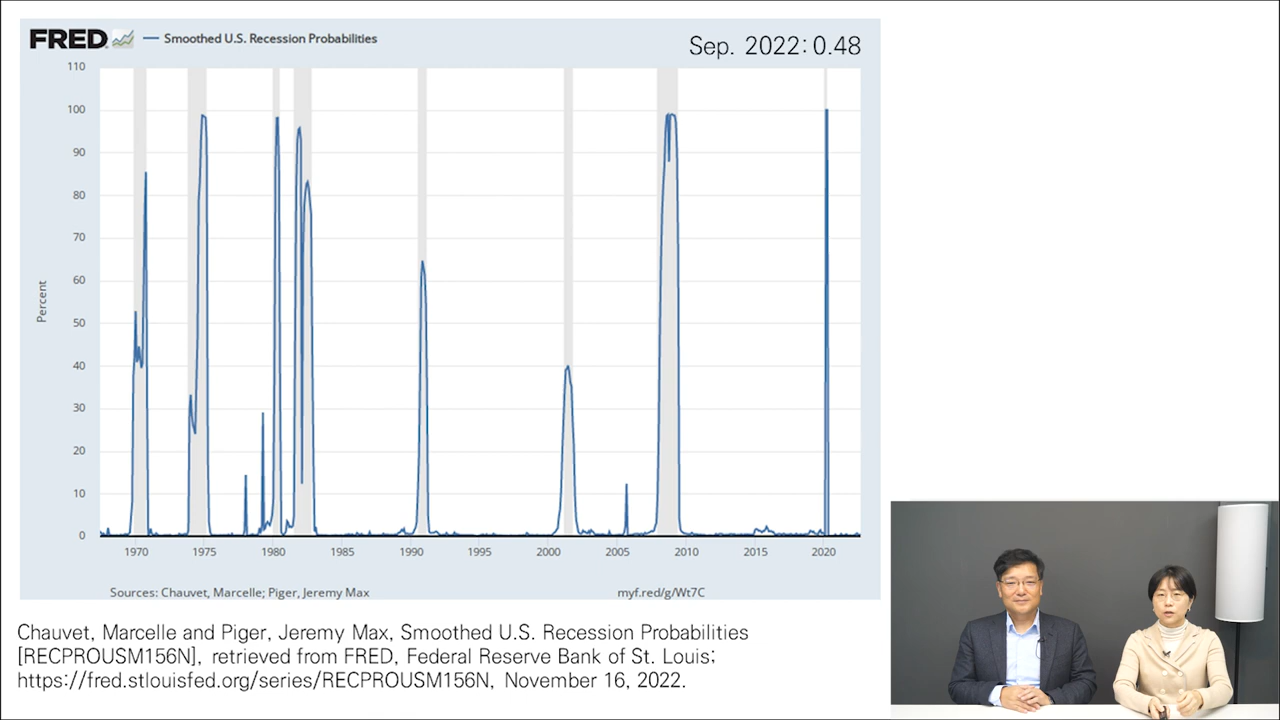 FRED
Smoothed U.S. Recession Probabilities
Sep. 2022: 0.48
110
100
90
80
70
60
50
40
30
20
10
0
Percent
1970 1975 1980 1985 1990 1995 2000 2005 2010 2015 2020
Sources: Chauvet, Marcelle; Piger, Jeremy Max
myf.red/g/Wt7C
Chauvet, Marcelle and Piger, Jeremy Max, Smoothed U.S. Recession Probabilities
[RECPROUSM156N], retrieved from FRED, Federal Reserve Bank of St. Louis;
https://fred.stlouisfed.org/series/RECPROUSM156N, November 16, 2022.